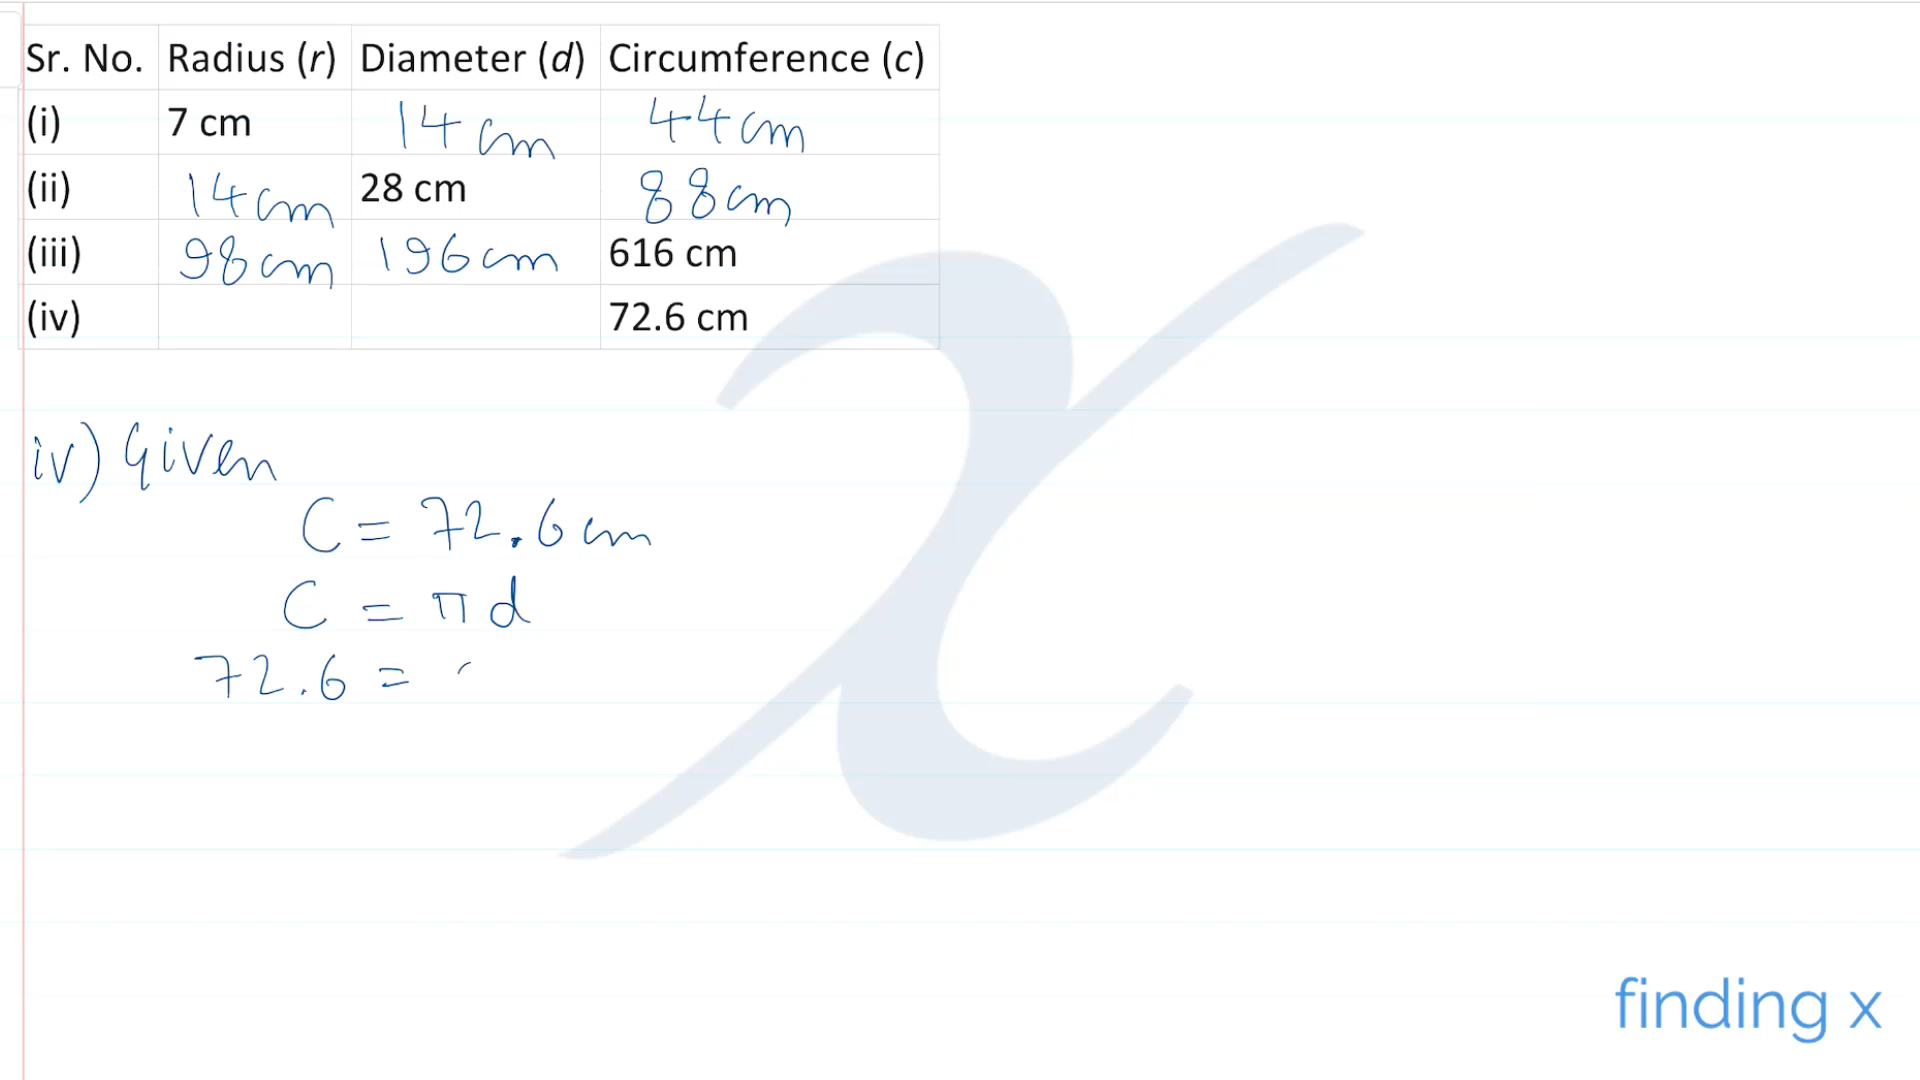 Sr. No. Radius (r) Diameter (d) Circumference (c)
(i) 7 cm 14 cm 44 cm
(ii) 14 cm 28 cm 88 cm
(iii) 98 cm 196 cm 616 cm
(iv) 72.6 cm
iv) Given
C = 72.6 cm
C = π d
72.6 =
finding x